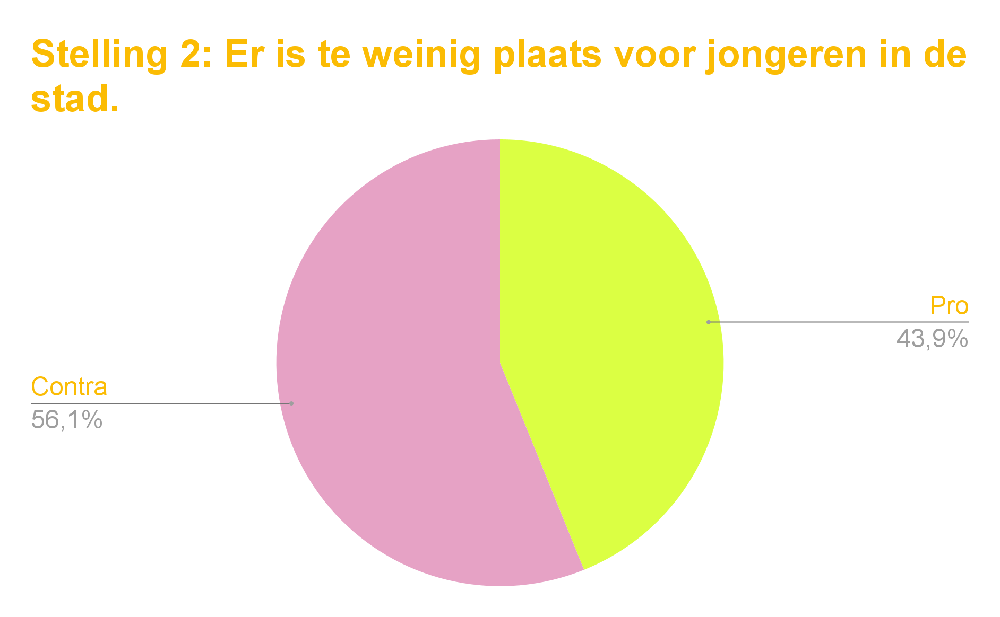 Stelling 2: Er is te weinig plaats voor jongeren in de
stad.
Pro
43,9%
Contra
56,1%